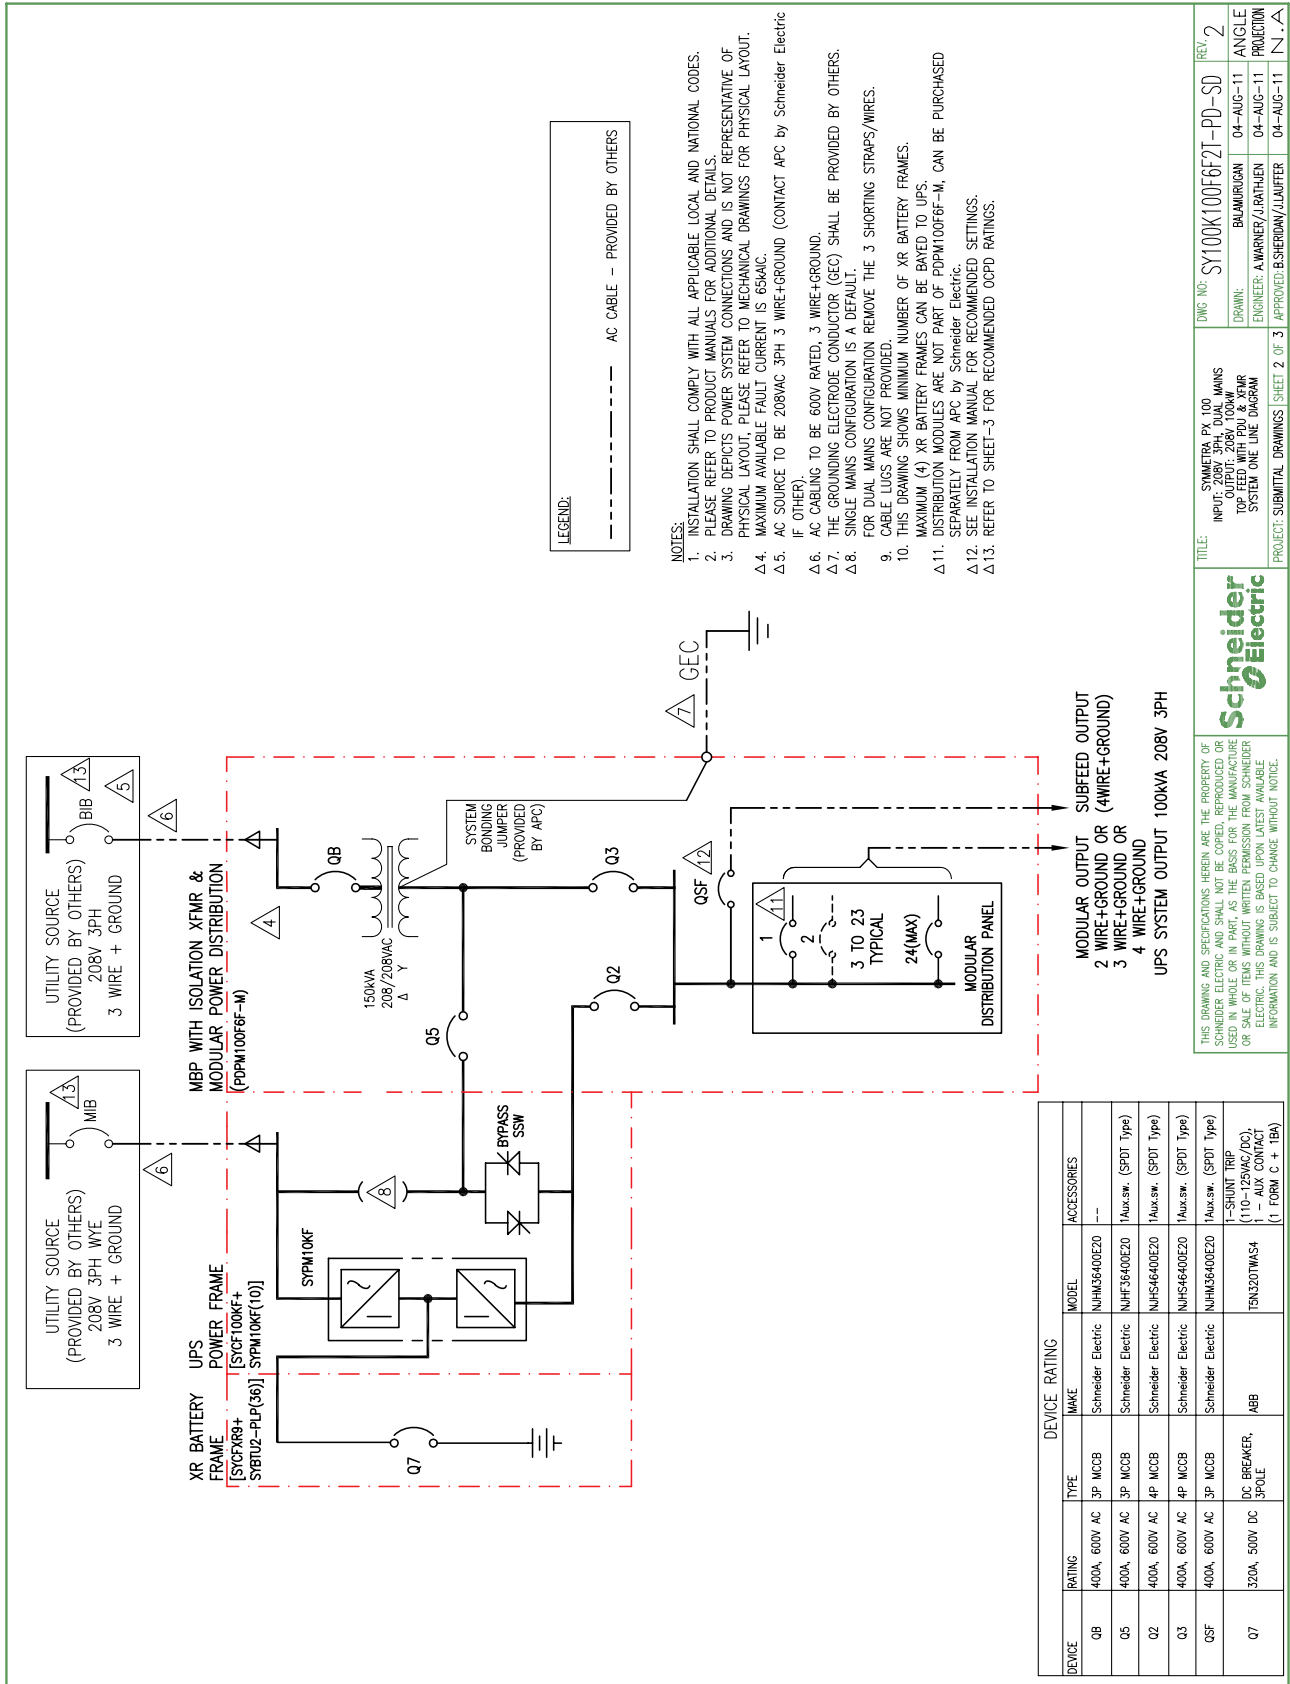 UTILITY SOURCE
(PROVIDED BY OTHERS)
208V 3PH WYE
3 WIRE + GROUND
MIB
13
6
UTILITY SOURCE
(PROVIDED BY OTHERS)
208V 3PH
3 WIRE + GROUND
BIB
13
5
6
XR BATTERY
FRAME
[SYCFXR9+
SYBTU2-PLP(36)]
UPS
POWER FRAME
[SYCF100KF+
SYPM10KF(10)]
MBP WITH ISOLATION XFMR &
MODULAR POWER DISTRIBUTION
(PDPM100F6F-M)
4
SYPM10KF
8
BYPASS
SSW
Q7
QB
150kVA
208/208VAC
Δ Y
SYSTEM
BONDING
JUMPER
(PROVIDED
BY APC)
Q5
Q2
Q3
7
GEC
QSF
12
11
1
2
3 TO 23
TYPICAL
24(MAX)
MODULAR
DISTRIBUTION PANEL
MODULAR OUTPUT
2 WIRE+GROUND OR
3 WIRE+GROUND OR
4 WIRE+GROUND
SUBFEED OUTPUT
(4WIRE+GROUND)
UPS SYSTEM OUTPUT 100kVA 208V 3PH
LEGEND:
AC CABLE - PROVIDED BY OTHERS
NOTES:
1. INSTALLATION SHALL COMPLY WITH ALL APPLICABLE LOCAL AND NATIONAL CODES.
2. PLEASE REFER TO PRODUCT MANUALS FOR ADDITIONAL DETAILS.
3. DRAWING DEPICTS POWER SYSTEM CONNECTIONS AND IS NOT REPRESENTATIVE OF
PHYSICAL LAYOUT, PLEASE REFER TO MECHANICAL DRAWINGS FOR PHYSICAL LAYOUT.
Δ 4. MAXIMUM AVAILABLE FAULT CURRENT IS 65kAIC.
Δ 5. AC SOURCE TO BE 208VAC 3PH 3 WIRE+GROUND (CONTACT APC by Schneider Electric
IF OTHER).
Δ 6. AC CABLING TO BE 600V RATED, 3 WIRE+GROUND.
Δ 7. THE GROUNDING ELECTRODE CONDUCTOR (GEC) SHALL BE PROVIDED BY OTHERS.
Δ 8. SINGLE MAINS CONFIGURATION IS A DEFAULT.
FOR DUAL MAINS CONFIGURATION REMOVE THE 3 SHORTING STRAPS/WIRES.
9. CABLE LUGS ARE NOT PROVIDED.
10. THIS DRAWING SHOWS MINIMUM NUMBER OF XR BATTERY FRAMES.
MAXIMUM (4) XR BATTERY FRAMES CAN BE BAYED TO UPS.
Δ 11. DISTRIBUTION MODULES ARE NOT PART OF PDPM100F6F-M, CAN BE PURCHASED
SEPARATELY FROM APC by Schneider Electric.
Δ 12. SEE INSTALLATION MANUAL FOR RECOMMENDED SETTINGS.
Δ 13. REFER TO SHEET-3 FOR RECOMMENDED OCPD RATINGS.
DEVICE RATING
DEVICE RATING TYPE MAKE MODEL ACCESSORIES
QB 400A, 600V AC 3P MCCB Schneider Electric NJHM36400E20 --
Q5 400A, 600V AC 3P MCCB Schneider Electric NJHF36400E20 1Aux.sw. (SPDT Type)
Q2 400A, 600V AC 4P MCCB Schneider Electric NJHS46400E20 1Aux.sw. (SPDT Type)
Q3 400A, 600V AC 4P MCCB Schneider Electric NJHS46400E20 1Aux.sw. (SPDT Type)
QSF 400A, 600V AC 3P MCCB Schneider Electric NJHM36400E20 1Aux.sw. (SPDT Type)
Q7 320A, 500V DC DC BREAKER, 3POLE ABB T5N320TWAS4 1-SHUNT TRIP
(110-125VAC/DC),
1 - AUX CONTACT
(1 FORM C + 1BA)
THIS DRAWING AND SPECIFICATIONS HEREIN ARE THE PROPERTY OF
SCHNEIDER ELECTRIC AND SHALL NOT BE COPIED, REPRODUCED OR
USED IN WHOLE OR IN PART, AS THE BASIS FOR THE MANUFACTURE
OR SALE OF ITEMS WITHOUT WRITTEN PERMISSION FROM SCHNEIDER
ELECTRIC. THIS DRAWING IS BASED UPON LATEST AVAILABLE
INFORMATION AND IS SUBJECT TO CHANGE WITHOUT NOTICE.
Schneider
Electric
TITLE:
SYMMETRA PX 100
INPUT: 208V 3PH, DUAL MAINS
OUTPUT: 208V 100kW
TOP FEED WITH PDU & XFMR
SYSTEM ONE LINE DIAGRAM
PROJECT: SUBMITTAL DRAWINGS
SHEET 2 OF 3
DWG NO: SY100K100F6F2T-PD-SD
REV: 2
DRAWN: BALAMURUGAN 04-AUG-11
ENGINEER: A.WARNER/J.RATHJEN 04-AUG-11
APPROVED: B.SHERIDAN/J.LAUFFER 04-AUG-11
ANGLE
PROJECTION
N.A